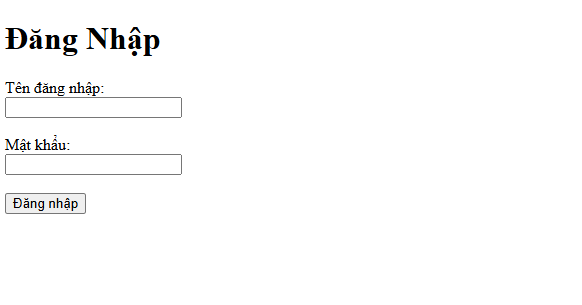 Đăng Nhập
Tên đăng nhập:
Mật khẩu:
Đăng nhập